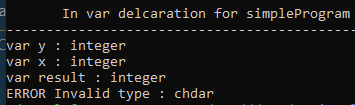 In var delcaration for simpleProgram
var y : integer
var x : integer
var result : integer
ERROR Invalid type : chdar